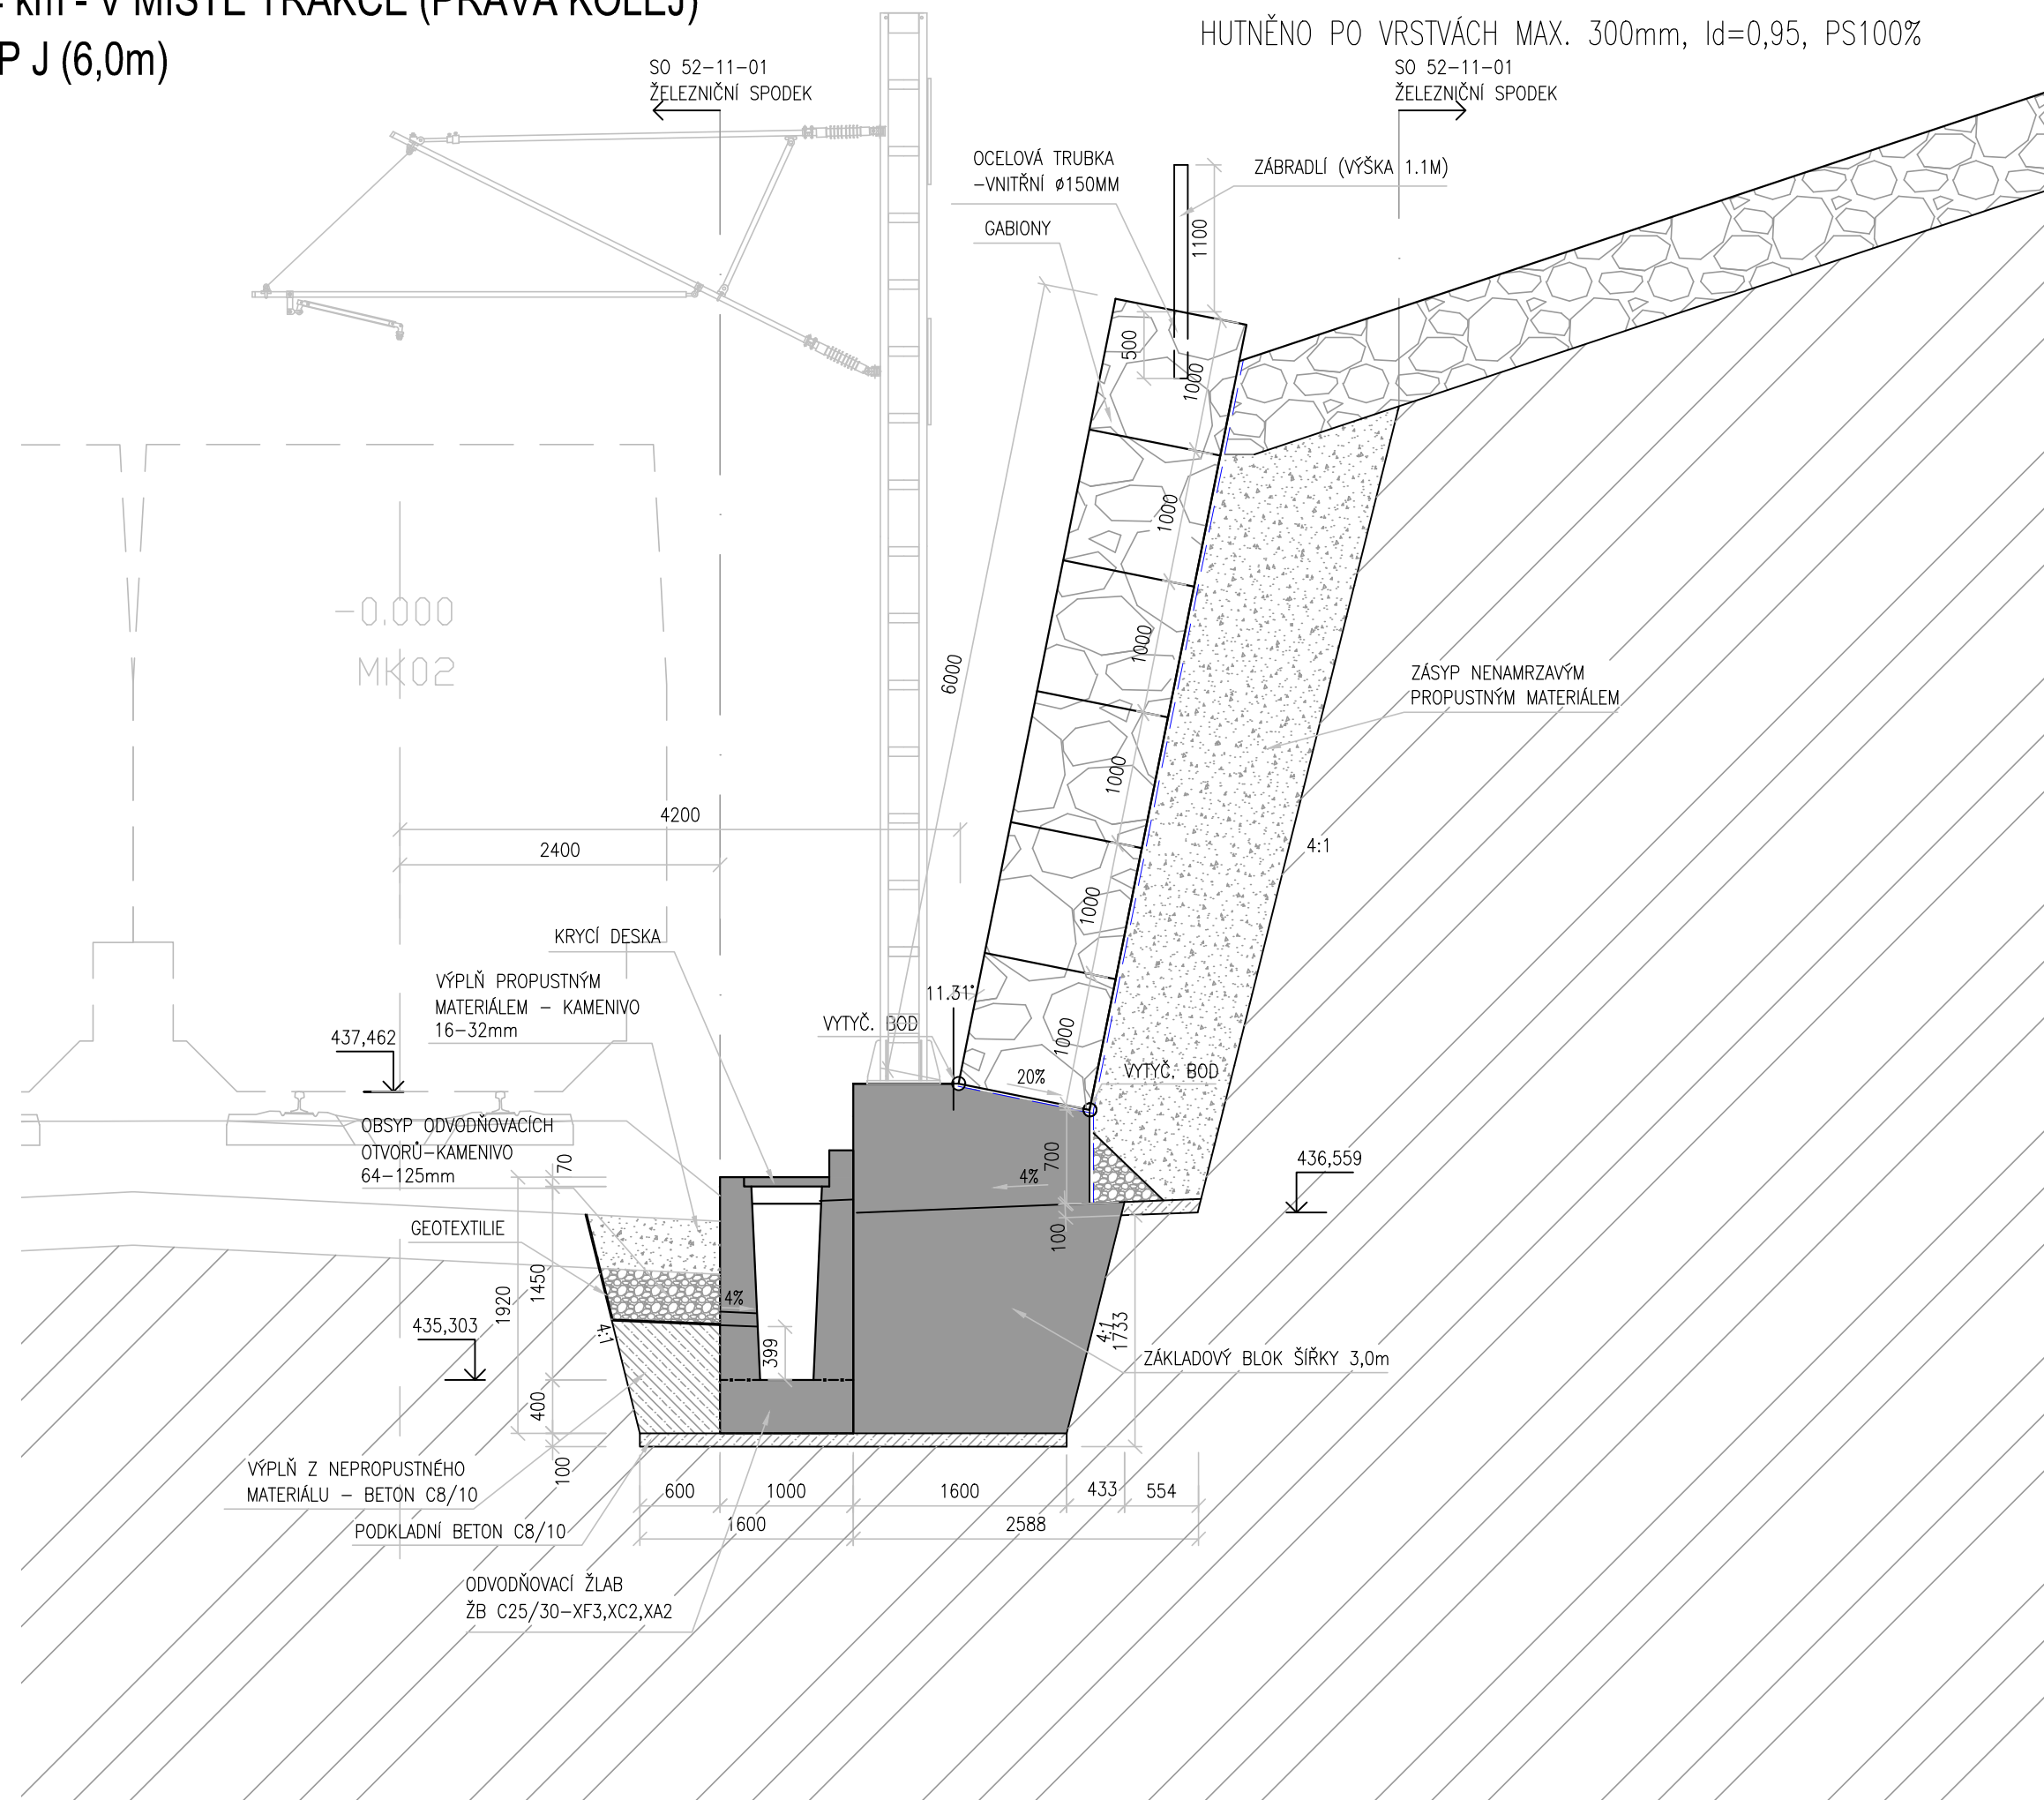 km - V MÍSTĚ TRAKCE (PRAVÁ KOLEJ)
P J (6,0m)
HUTNĚNO PO VRSTVÁCH MAX. 300mm, Id=0,95, PS100%
SO 52-11-01
ŽELEZNIČNÍ SPODEK
SO 52-11-01
ŽELEZNIČNÍ SPODEK
OCELOVÁ TRUBKA
-VNITŘNÍ ø150MM
ZÁBRADLÍ (VÝŠKA 1.1M)
GABIONY
1100
500
1000
1000
1000
1000
1000
1000
6000
-0.000
MK02
ZÁSYP NENAMRZAVÝM
PROPUSTNÝM MATERIÁLEM
4200
2400
4:1
KRYCÍ DESKA
VÝPLŇ PROPUSTNÝM
MATERIÁLEM - KAMENIVO
16-32mm
11.31°
VYTYČ. BOD
437,462
20%
VYTYČ. BOD
OBSYP ODVODŇOVACÍCH
OTVORŮ-KAMENIVO
64-125mm
70
700
4%
436,559
GEOTEXTILIE
100
1920
1450
4%
435,303
4:1
399
4:1
1733
ZÁKLADOVÝ BLOK ŠÍŘKY 3,0m
400
100
VÝPLŇ Z NEPROPUSTNÉHO
MATERIÁLU - BETON C8/10
600
1000
1600
433
554
PODKLADNÍ BETON C8/10
1600
2588
ODVODŇOVACÍ ŽLAB
ŽB C25/30-XF3,XC2,XA2